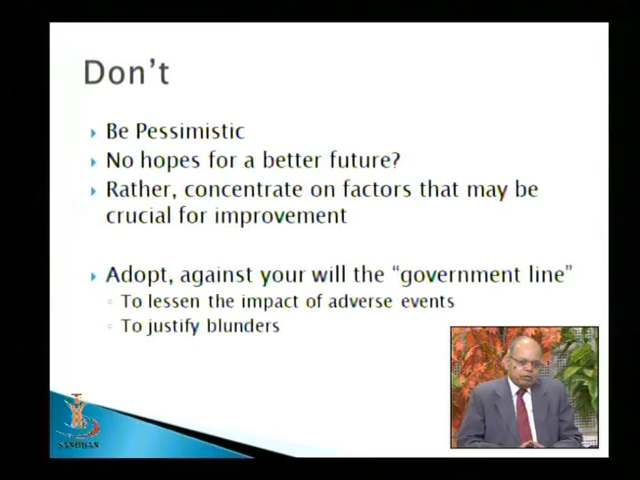 Don't
Be Pessimistic
No hopes for a better future?
Rather, concentrate on factors that may be
crucial for improvement
Adopt, against your will the “government line”
To lessen the impact of adverse events
To justify blunders
SANDHAN